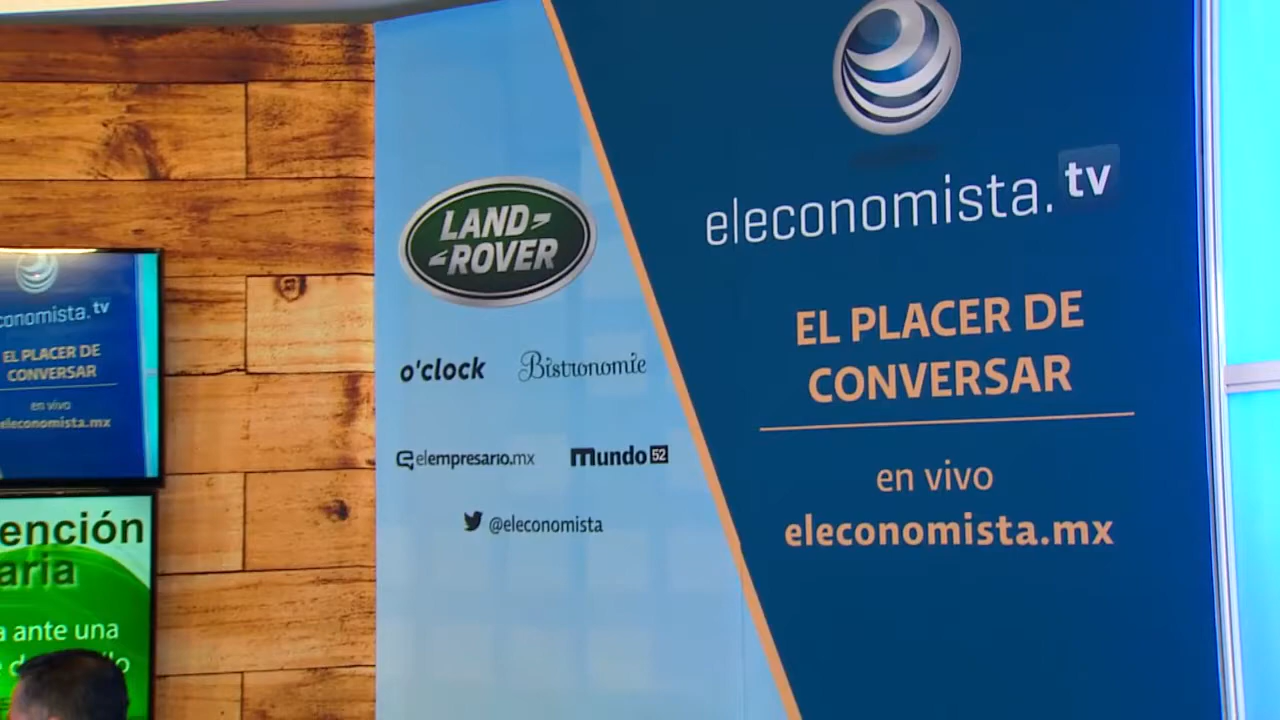 LAND-
-ROVER
o'clock
Bistronomie
elempresario.mx
Mundo52
@eleconomista
eleconomista.tv
EL PLACER DE
CONVERSAR
en vivo
eleconomista.mx
conomista.tv
EL PLACER DE
CONVERSAR
en vivo
eleconomista.mx
ención
aria
a ante una